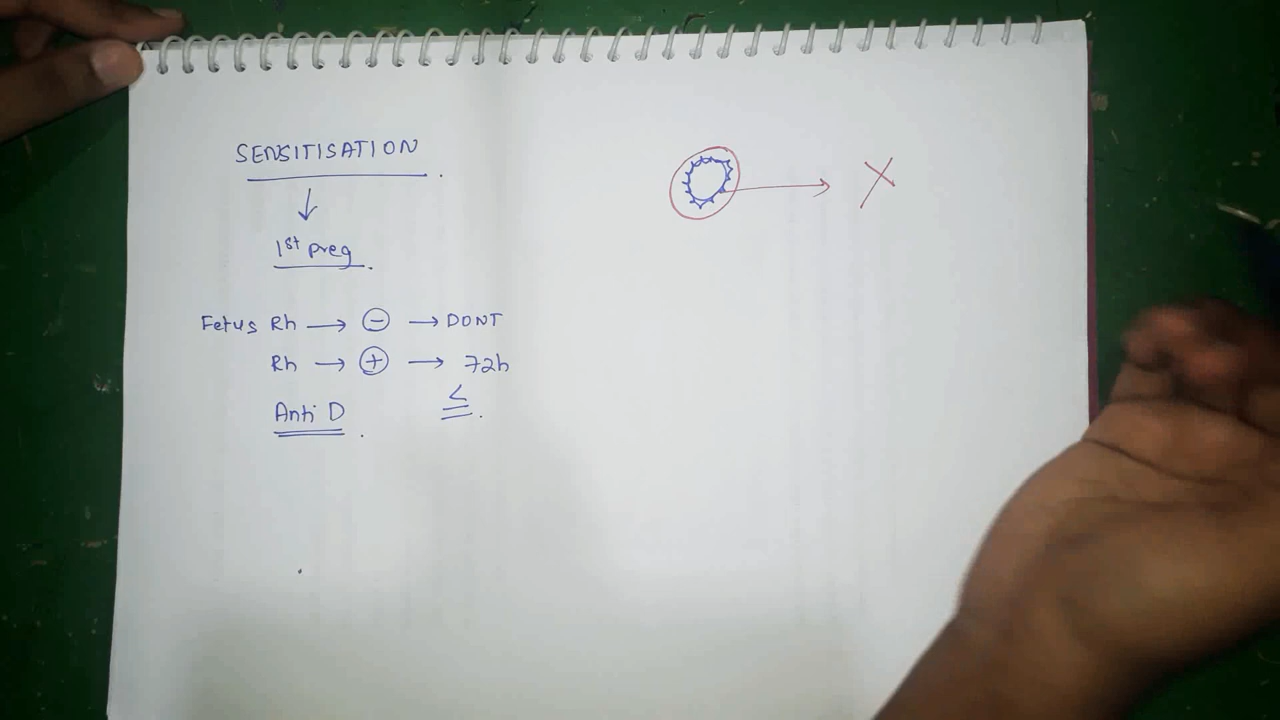 SENSITISATION.
↓
1st preg.
Fetus Rh → ⊖ → DONT
Rh → ⊕ → 72h
Anti D. ≤.
→ X